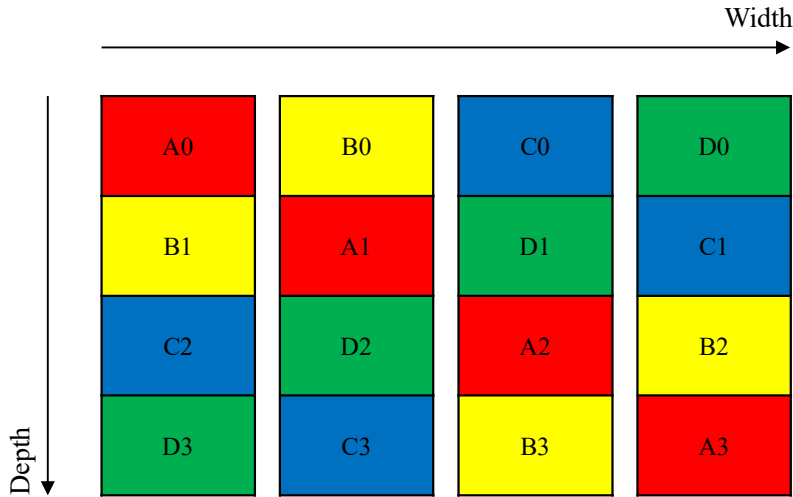 Width
Depth
A0 B0 C0 D0
B1 A1 D1 C1
C2 D2 A2 B2
D3 C3 B3 A3